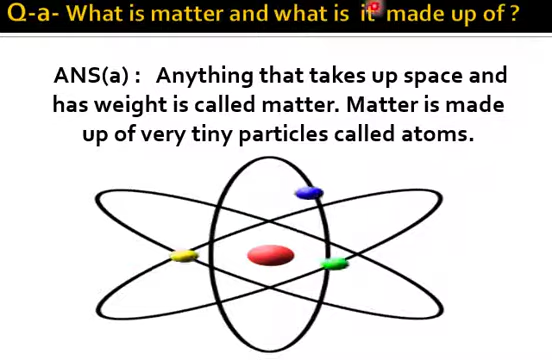 Q-a- What is matter and what is it made up of ?
ANS(a) : Anything that takes up space and
has weight is called matter. Matter is made
up of very tiny particles called atoms.